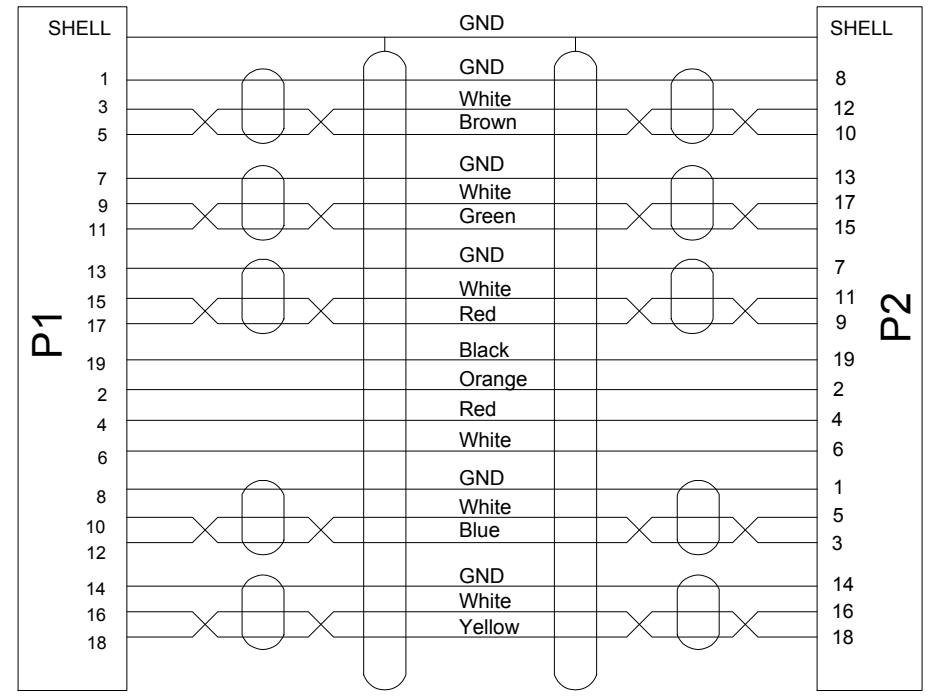 SHELL GND SHELL
1 GND 8
3 White 12
5 Brown 10
7 GND 13
9 White 17
11 Green 15
13 GND 7
15 White 11
17 Red 9
P1 P2
19 Black 19
2 Orange 2
4 Red 4
6 White 6
8 GND 1
10 White 5
12 Blue 3
14 GND 14
16 White 16
18 Yellow 18